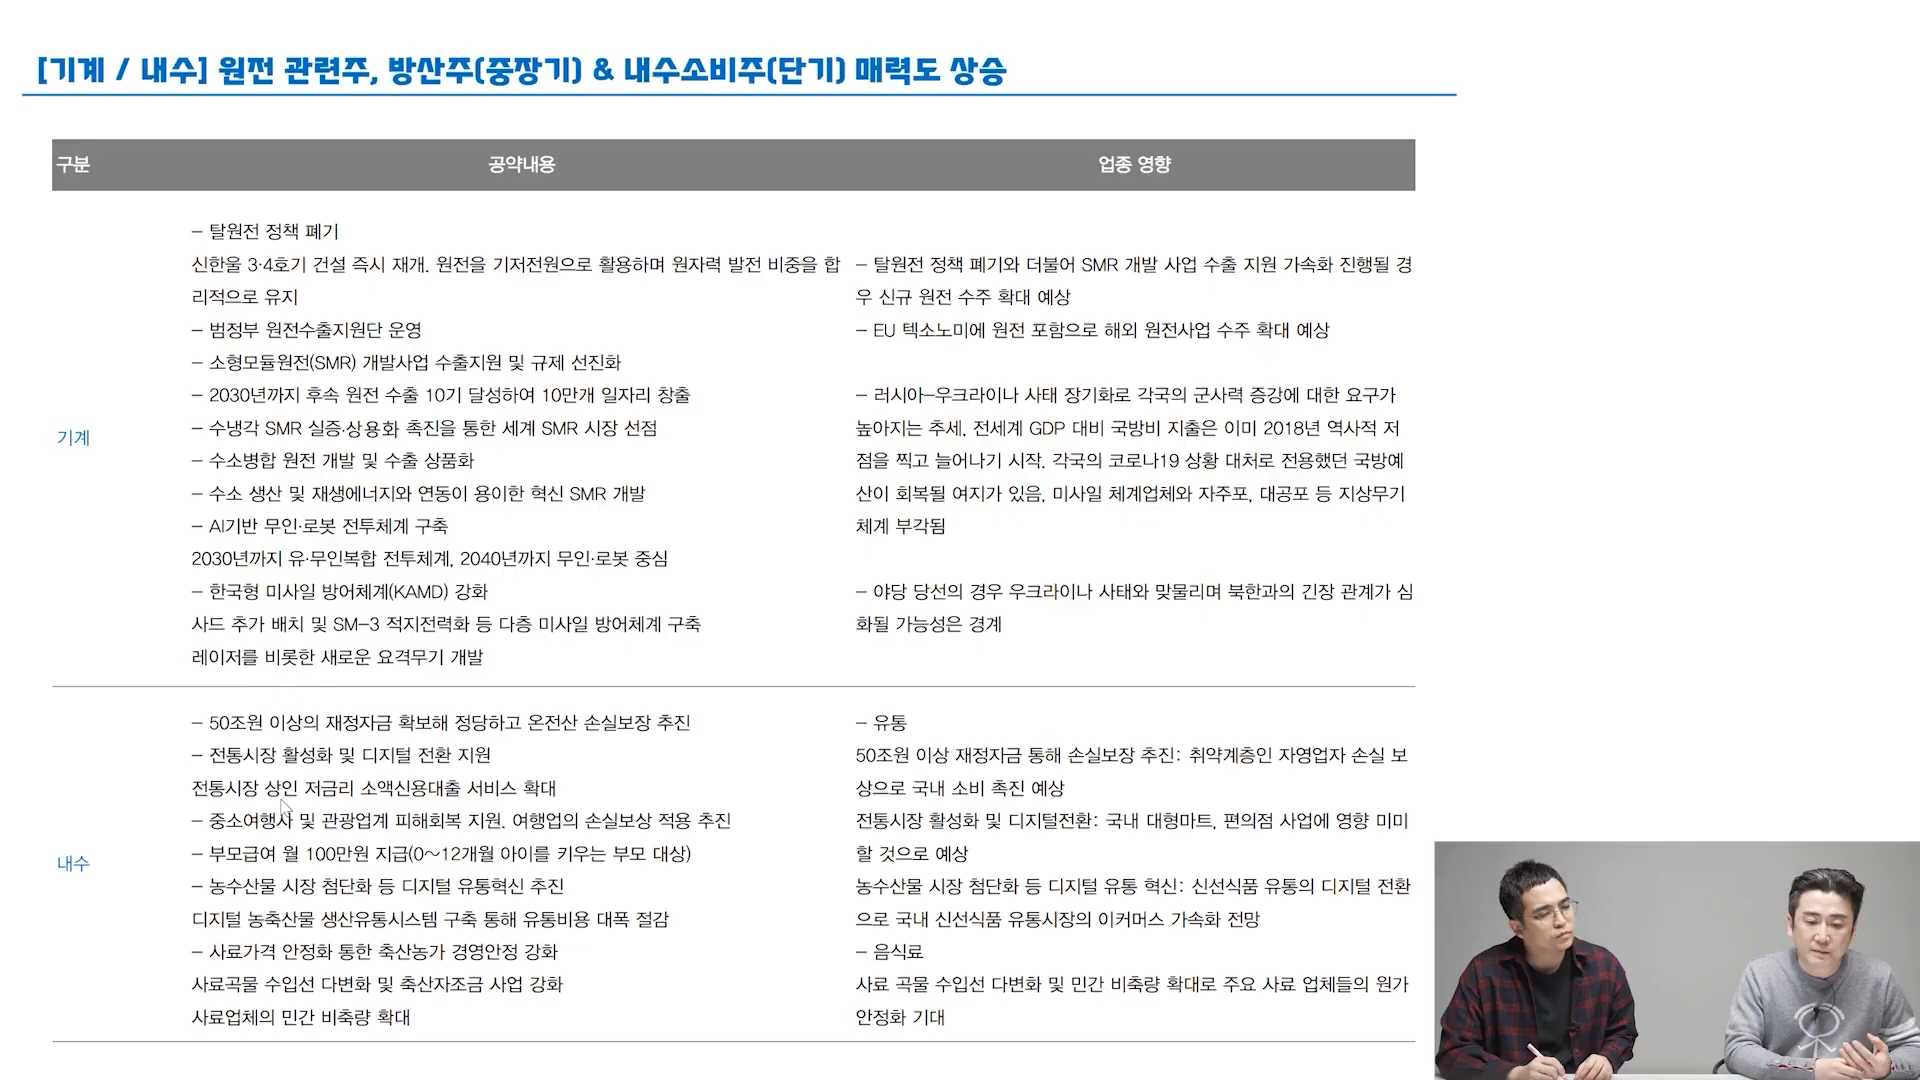 [기계 / 내수] 원전 관련주, 방산주(중장기) & 내수소비주(단기) 매력도 상승
구분
공약내용
업종 영향
기계
– 탈원전 정책 폐기
신한울 3·4호기 건설 즉시 재개. 원전을 기저전원으로 활용하며 원자력 발전 비중을 합
리적으로 유지
– 범정부 원전수출지원단 운영
– 소형모듈원전(SMR) 개발사업 수출지원 및 규제 선진화
– 2030년까지 후속 원전 수출 10기 달성하여 10만개 일자리 창출
– 수냉각 SMR 실증·상용화 촉진을 통한 세계 SMR 시장 선점
– 수소병합 원전 개발 및 수출 상품화
– 수소 생산 및 재생에너지와 연동이 용이한 혁신 SMR 개발
– AI기반 무인·로봇 전투체계 구축
2030년까지 유·무인복합 전투체계, 2040년까지 무인·로봇 중심
– 한국형 미사일 방어체계(KAMD) 강화
사드 추가 배치 및 SM–3 적지전력화 등 다층 미사일 방어체계 구축
레이저를 비롯한 새로운 요격무기 개발
– 탈원전 정책 폐기와 더불어 SMR 개발 사업 수출 지원 가속화 진행될 경
우 신규 원전 수주 확대 예상
– EU 텍소노미에 원전 포함으로 해외 원전사업 수주 확대 예상
– 러시아–우크라이나 사태 장기화로 각국의 군사력 증강에 대한 요구가
높아지는 추세, 전세계 GDP 대비 국방비 지출은 이미 2018년 역사적 저
점을 찍고 늘어나기 시작. 각국의 코로나19 상황 대처로 전용했던 국방예
산이 회복될 여지가 있음, 미사일 체계업체와 자주포, 대공포 등 지상무기
체계 부각됨
– 야당 당선의 경우 우크라이나 사태와 맞물리며 북한과의 긴장 관계가 심
화될 가능성은 경계
내수
– 50조원 이상의 재정자금 확보해 정당하고 온전산 손실보장 추진
– 전통시장 활성화 및 디지털 전환 지원
전통시장 상인 저금리 소액신용대출 서비스 확대
– 중소여행사 및 관광업계 피해회복 지원. 여행업의 손실보상 적용 추진
– 부모급여 월 100만원 지급(0~12개월 아이를 키우는 부모 대상)
– 농수산물 시장 첨단화 등 디지털 유통혁신 추진
디지털 농축산물 생산유통시스템 구축 통해 유통비용 대폭 절감
– 사료가격 안정화 통한 축산농가 경영안정 강화
사료곡물 수입선 다변화 및 축산자조금 사업 강화
사료업체의 민간 비축량 확대
– 유통
50조원 이상 재정자금 통해 손실보장 추진: 취약계층인 자영업자 손실 보
상으로 국내 소비 촉진 예상
전통시장 활성화 및 디지털전환: 국내 대형마트, 편의점 사업에 영향 미미
할 것으로 예상
농수산물 시장 첨단화 등 디지털 유통 혁신: 신선식품 유통의 디지털 전환
으로 국내 신선식품 유통시장의 이커머스 가속화 전망
– 음식료
사료 곡물 수입선 다변화 및 민간 비축량 확대로 주요 사료 업체들의 원가
안정화 기대